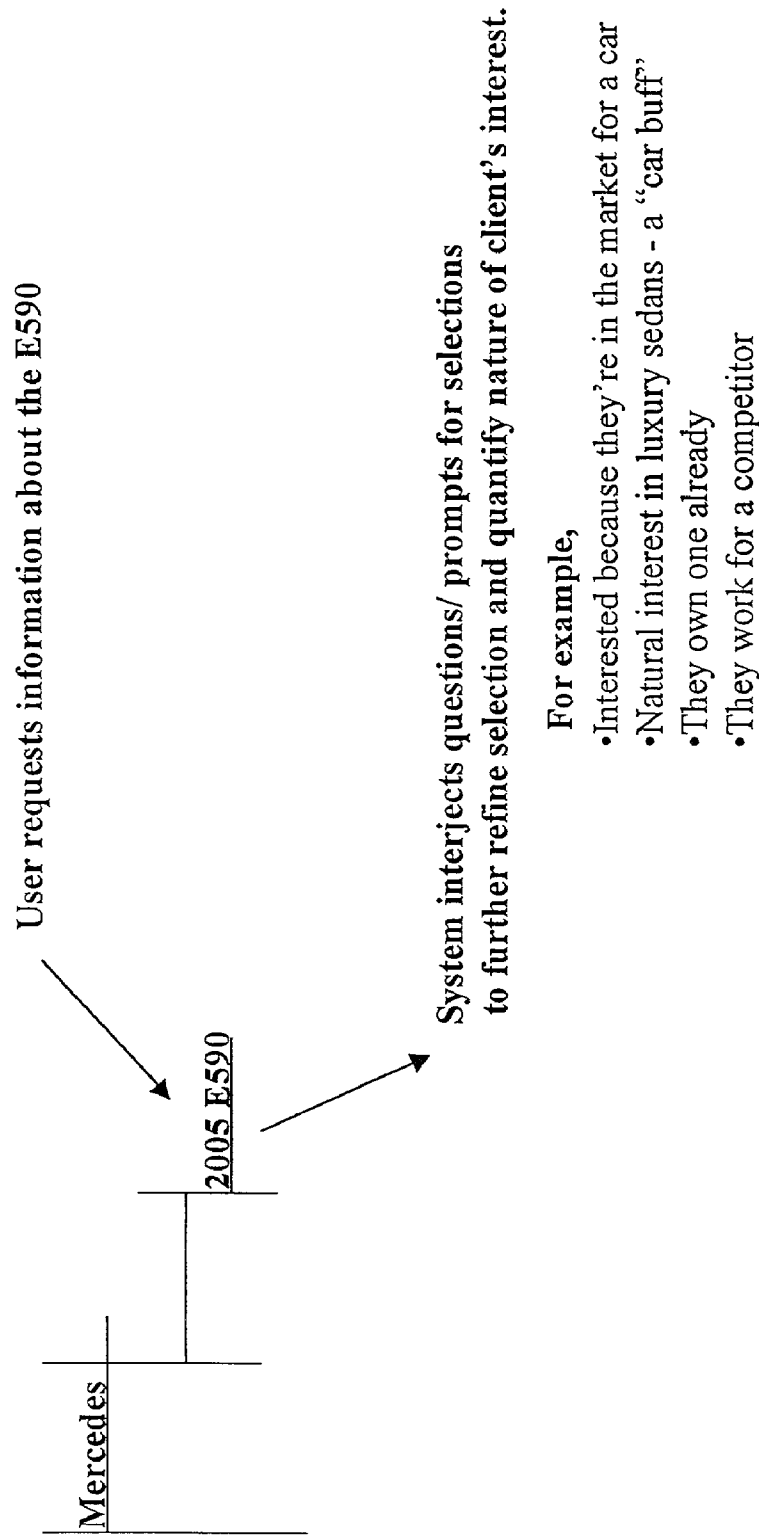 User requests information about the E590
Mercedes
2005 E590
System interjects questions/ prompts for selections
to further refine selection and quantify nature of client's interest.
For example,
•Interested because they're in the market for a car
•Natural interest in luxury sedans - a “car buff”
•They own one already
•They work for a competitor